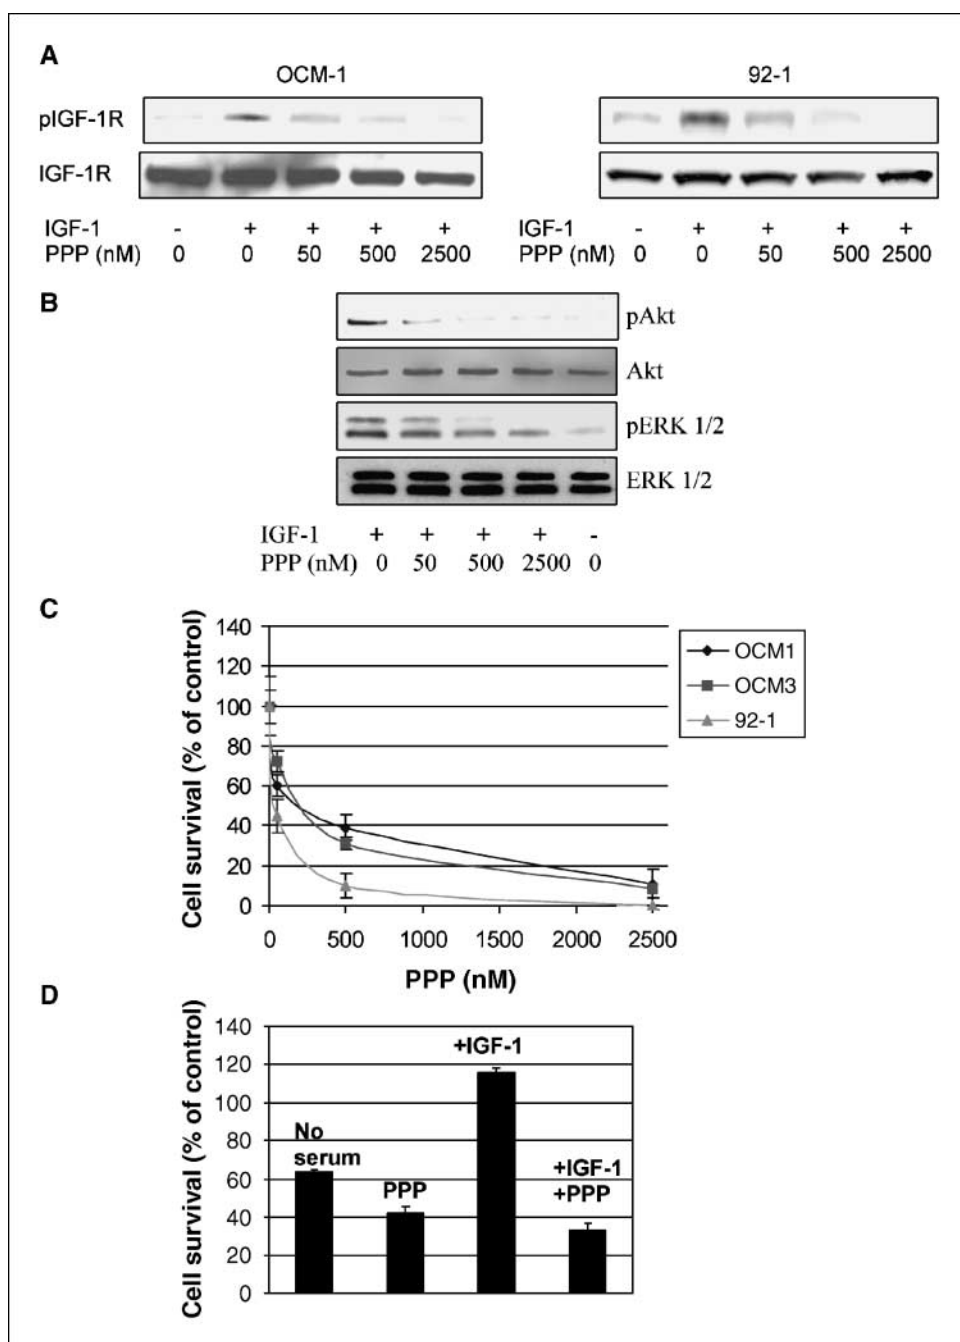 A
OCM-1
92-1
pIGF-1R
IGF-1R
IGF-1 - + + + +
PPP (nM) 0 0 50 500 2500
IGF-1 - + + + +
PPP (nM) 0 0 50 500 2500
B
pAkt
Akt
pERK 1/2
ERK 1/2
IGF-1 + + + + -
PPP (nM) 0 50 500 2500 0
C
Cell survival (% of control)
140
120
100
80
60
40
20
0
0 500 1000 1500 2000 2500
PPP (nM)
OCM1
OCM3
92-1
D
Cell survival (% of control)
140
120
100
80
60
40
20
0
No
serum
PPP
+IGF-1
+IGF-1
+PPP